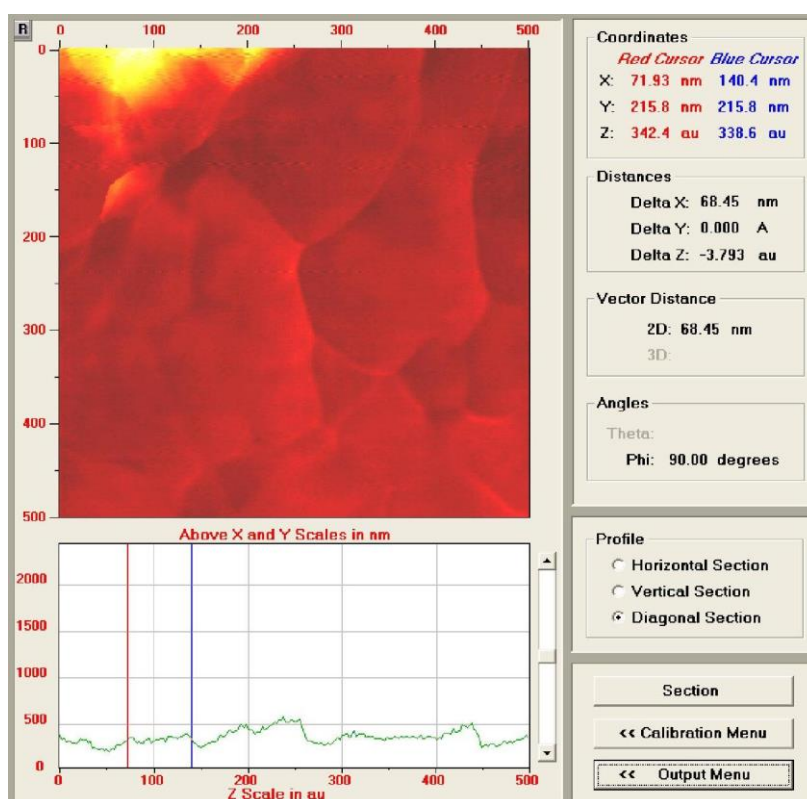 R
0 100 200 300 400 500
0
100
200
300
400
500
Above X and Y Scales in nm
2000
1500
1000
500
0
0 100 200 300 400 500
Z Scale in au
Coordinates
Red Cursor Blue Cursor
X: 71.93 nm 140.4 nm
Y: 215.8 nm 215.8 nm
Z: 342.4 au 338.6 au
Distances
Delta X: 68.45 nm
Delta Y: 0.000 A
Delta Z: -3.793 au
Vector Distance
2D: 68.45 nm
3D:
Angles
Theta:
Phi: 90.00 degrees
Profile
Horizontal Section
Vertical Section
Diagonal Section
Section
<< Calibration Menu
<< Output Menu